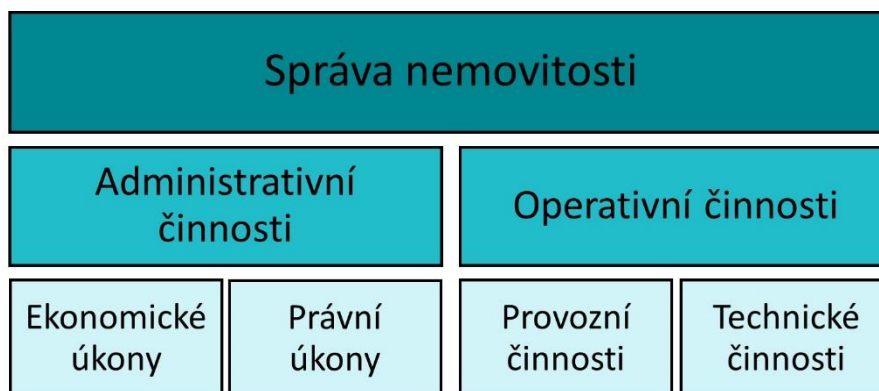 Správa nemovitosti
Administrativní
činnosti
Operativní činnosti
Ekonomické
úkony
Právní
úkony
Provozní
činnosti
Technické
činnosti